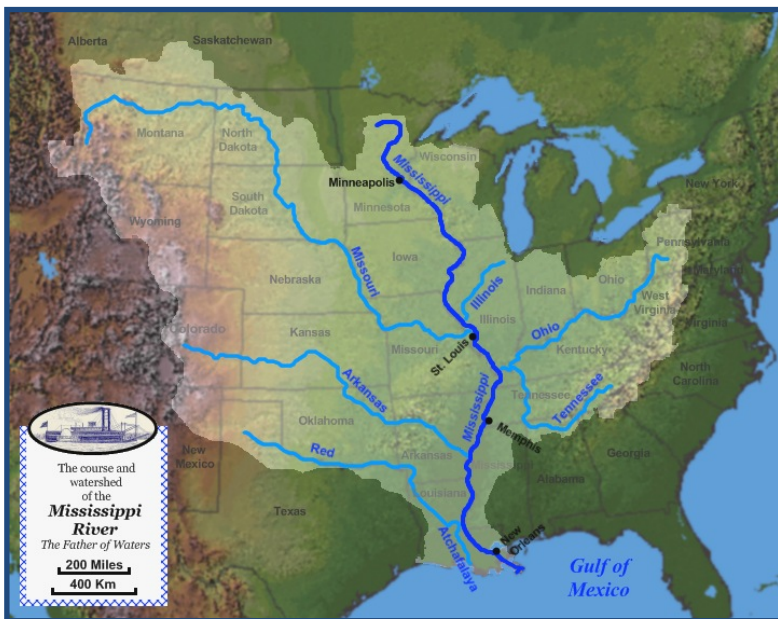 Alberta
Saskatchewan
Montana
North
Dakota
Minneapolis
Mississippi
Wisconsin
Minnesota
South
Dakota
Wyoming
New York
Pennsylvania
Maryland
Iowa
Missouri
Nebraska
Illinois
Illinois
Indiana
Ohio
West
Virginia
Virginia
Ohio
Colorado
Kansas
Missouri
St. Louis
Kentucky
Arkansas
Mississippi
Tennessee
Tennessee
North
Carolina
Memphis
Oklahoma
Red
Arkansas
Mississippi
Georgia
Alabama
New
Mexico
Louisiana
Texas
Atchafalaya
New
Orleans
Gulf of
Mexico
The course and
watershed
of the
Mississippi
River
The Father of Waters
200 Miles
400 Km